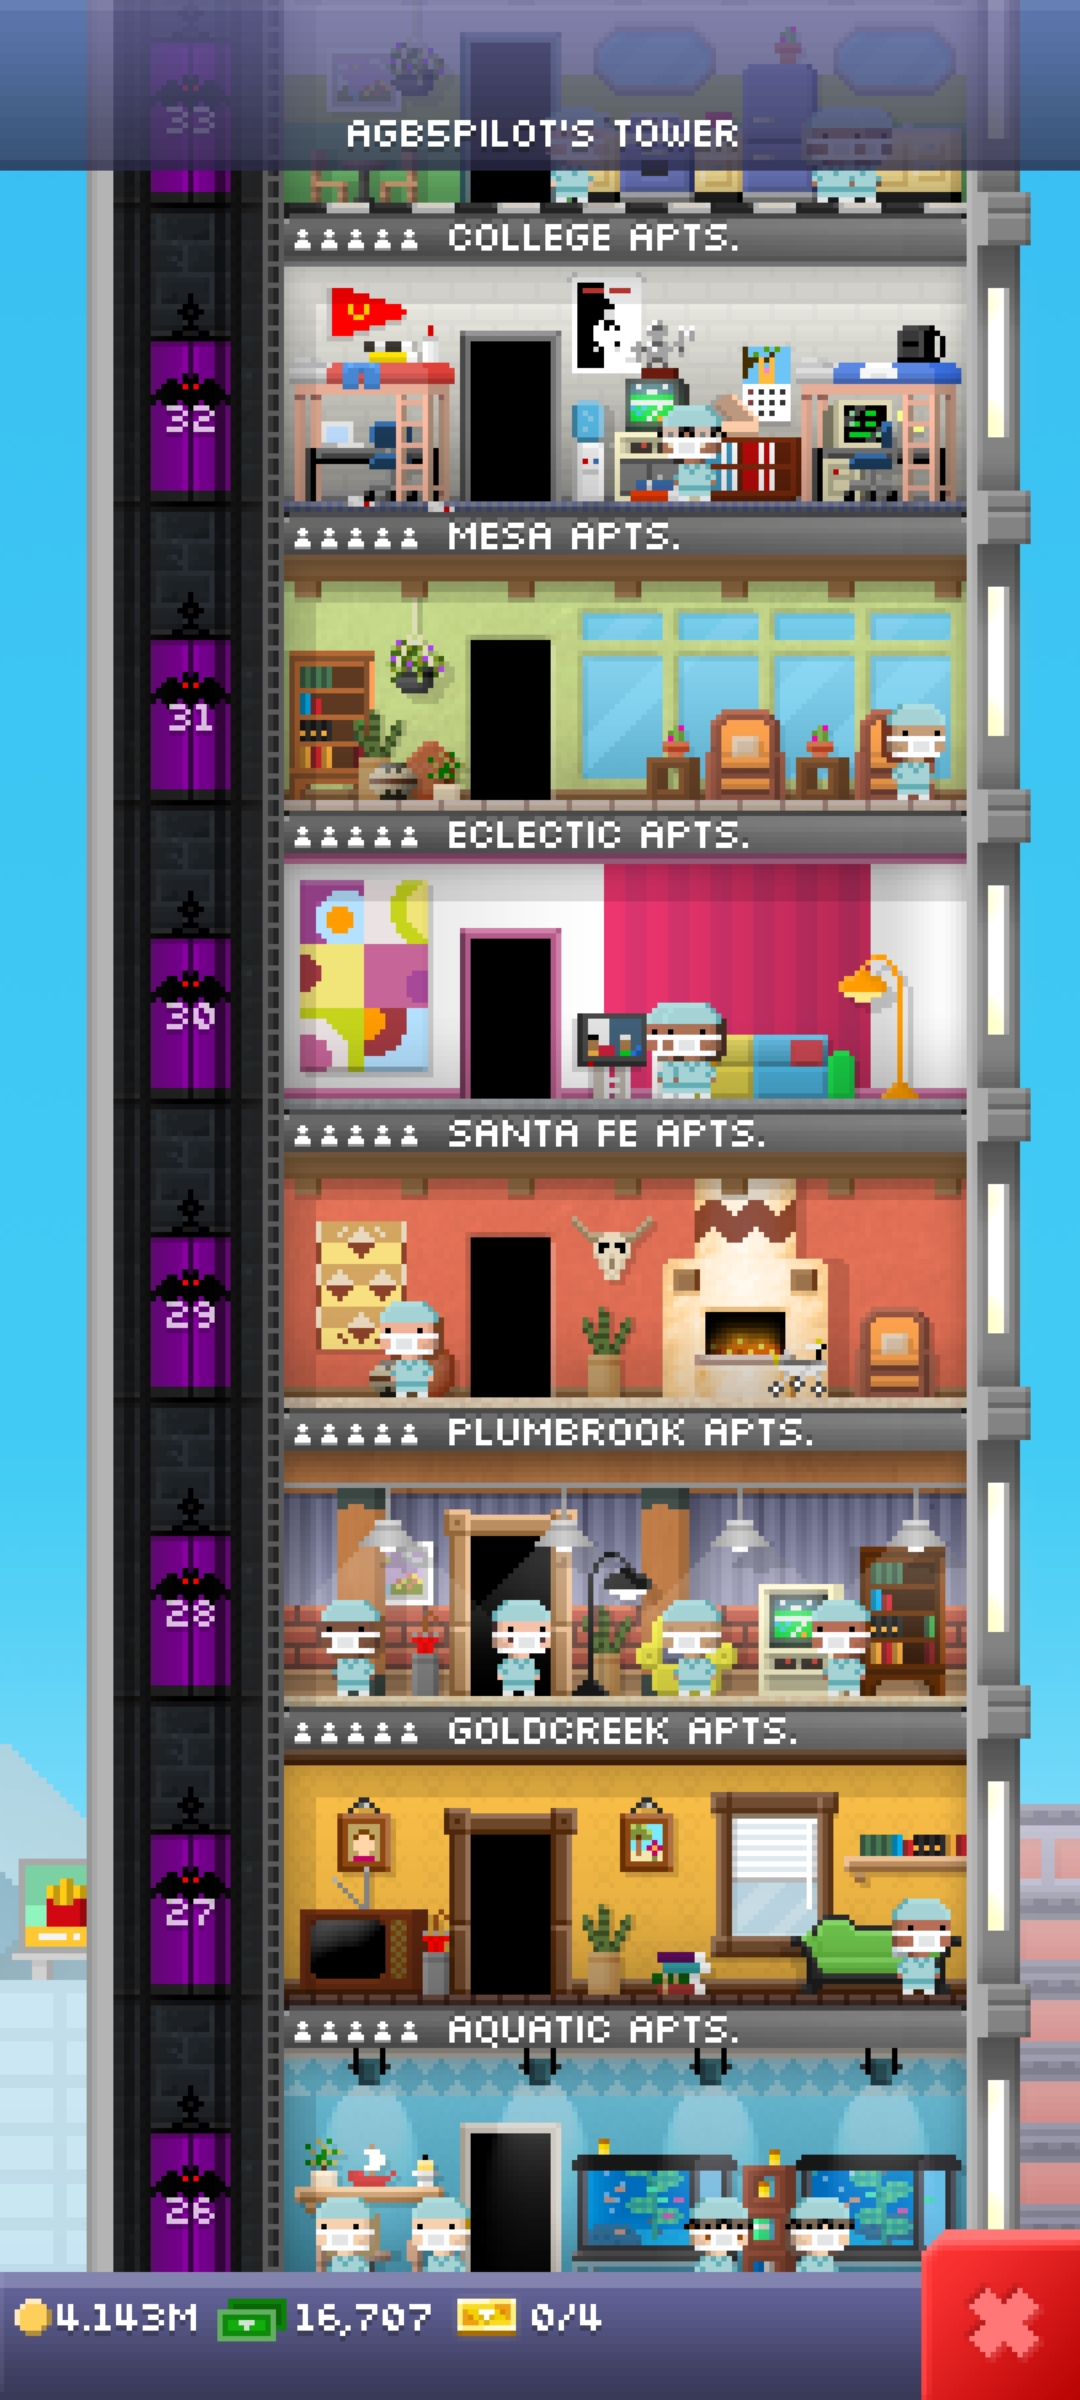 33
AGB5PILOT'S TOWER
COLLEGE APTS.
32
MESA APTS.
31
ECLECTIC APTS.
30
SANTA FE APTS.
29
PLUMBROOK APTS.
28
GOLDCREEK APTS.
27
AQUATIC APTS.
26
4.143M 16,707 0/4